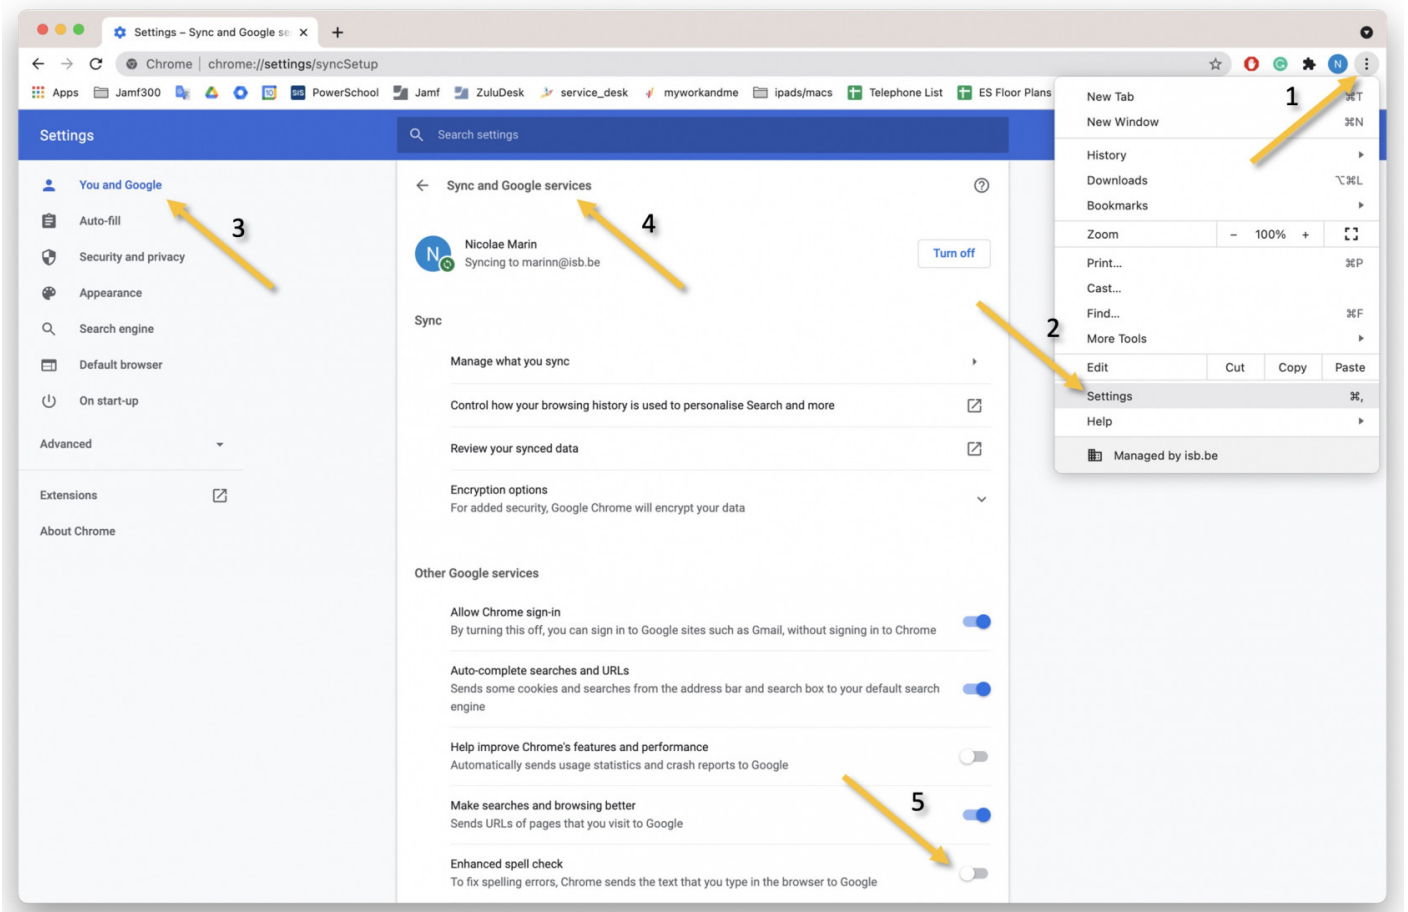 Settings – Sync and Google se
Chrome | chrome://settings/syncSetup
N
Apps Jamf300 10 SIS PowerSchool Jamf ZuluDesk service_desk myworkandme ipads/macs Telephone List ES Floor Plans
Settings
Search settings
You and Google
Auto-fill
Security and privacy
Appearance
Search engine
Default browser
On start-up
Advanced
Extensions
About Chrome
3
Sync and Google services
4
N
Nicolae Marin
Syncing to marinn@isb.be
Turn off
Sync
Manage what you sync
Control how your browsing history is used to personalise Search and more
Review your synced data
Encryption options
For added security, Google Chrome will encrypt your data
Other Google services
Allow Chrome sign-in
By turning this off, you can sign in to Google sites such as Gmail, without signing in to Chrome
Auto-complete searches and URLs
Sends some cookies and searches from the address bar and search box to your default search
engine
Help improve Chrome's features and performance
Automatically sends usage statistics and crash reports to Google
Make searches and browsing better
Sends URLs of pages that you visit to Google
5
Enhanced spell check
To fix spelling errors, Chrome sends the text that you type in the browser to Google
1
New Tab ⌘T
New Window ⌘N
History
Downloads ⌥⌘L
Bookmarks
Zoom - 100% +
Print... ⌘P
Cast...
Find... ⌘F
2
More Tools
Edit Cut Copy Paste
Settings ⌘,
Help
Managed by isb.be